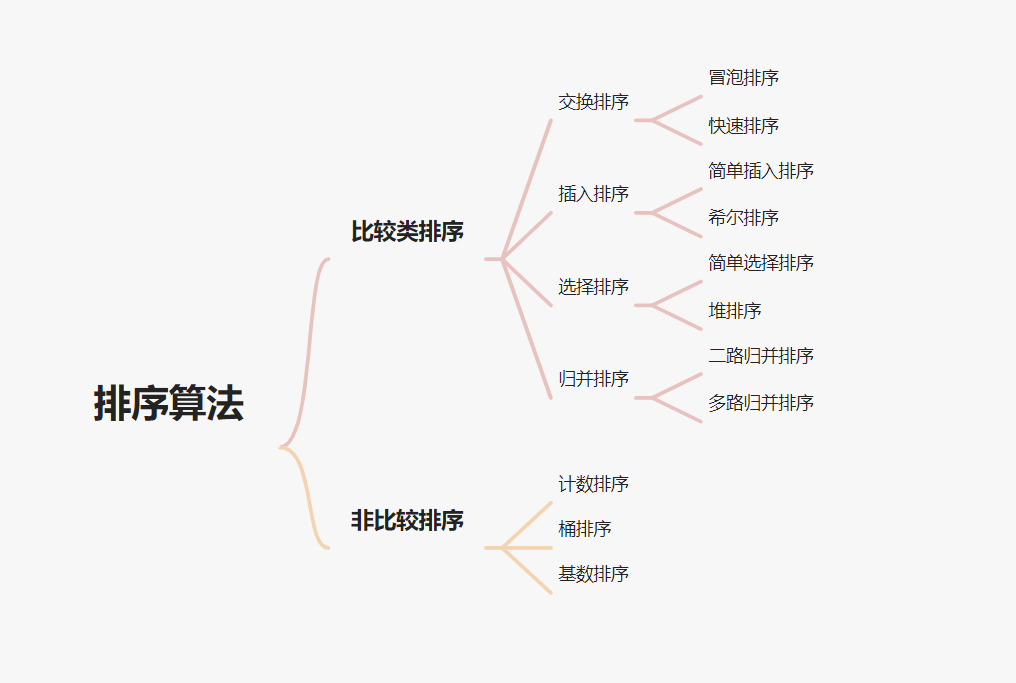 排序算法
比较类排序
交换排序
冒泡排序
快速排序
插入排序
简单插入排序
希尔排序
选择排序
简单选择排序
堆排序
归并排序
二路归并排序
多路归并排序
非比较排序
计数排序
桶排序
基数排序